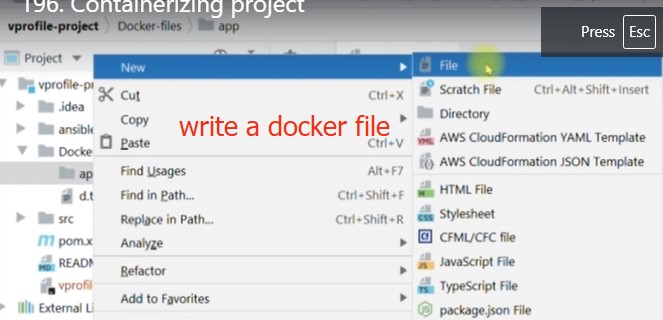 196. Containerizing project
Press Esc
vprofile-project Docker-files app
Project
vprofile-pr
.idea
ansible
Docke
ap
d.t
src
pom.x
README
vprofil
External Li
New
Cut Ctrl+X
Copy
Paste Ctrl+V
Find Usages Alt+F7
Find in Path... Ctrl+Shift+F
Replace in Path... Ctrl+Shift+R
Analyze
Refactor
Add to Favorites
write a docker file
File
Scratch File Ctrl+Alt+Shift+Insert
Directory
AWS CloudFormation YAML Template
AWS CloudFormation JSON Template
HTML File
Stylesheet
CFML/CFC file
JavaScript File
TypeScript File
package.json File